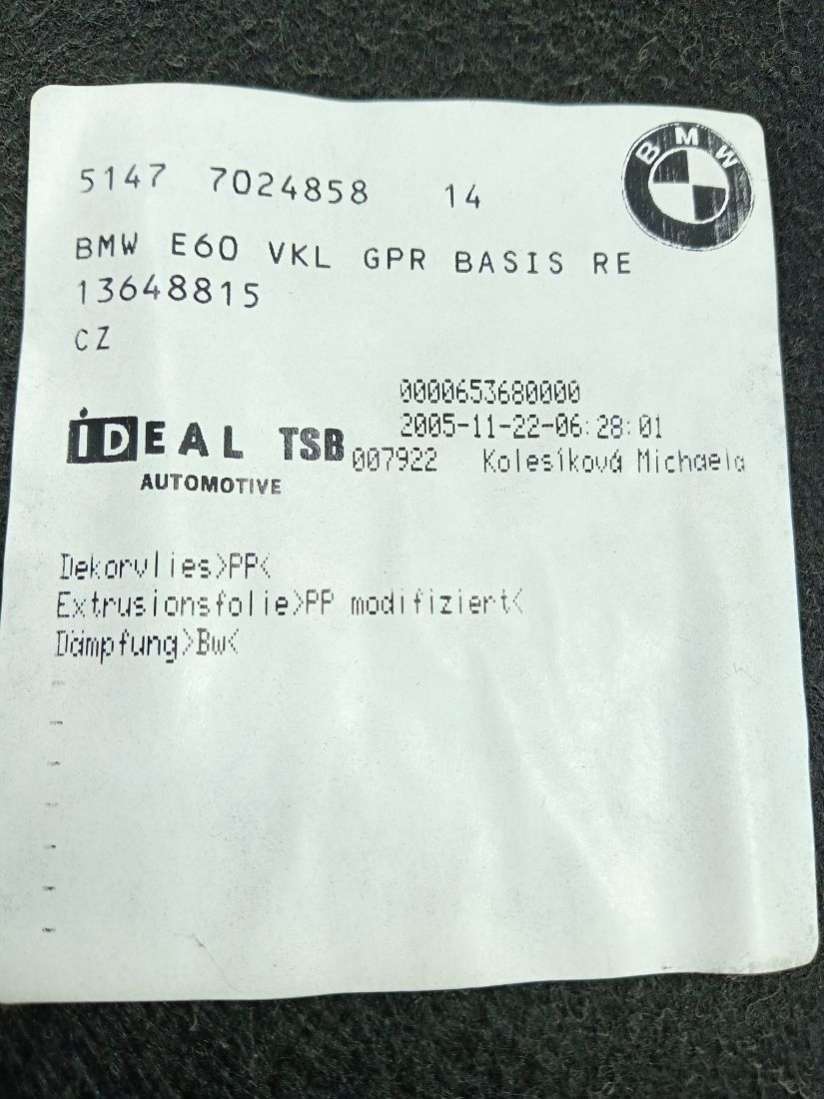 5147 7024858 14
BMW
BMW E60 VKL GPR BASIS RE
13648815
CZ
0000653680000
2005-11-22-06:28:01
iDEAL TSB
AUTOMOTIVE
007922 Kolesíková Michaela
Dekorvlies>PP<
Extrusionsfolie>PP modifiziert<
Dämpfung>Bw<